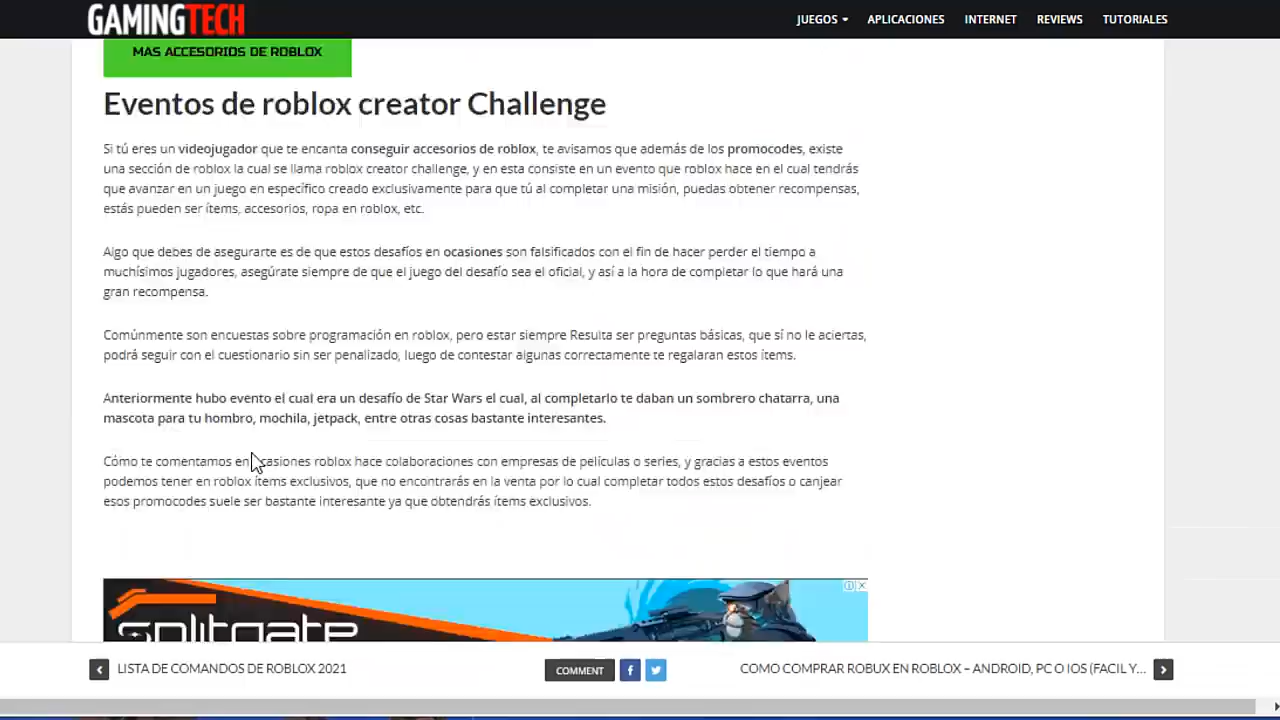 GAMINGTECH
JUEGOS
APLICACIONES
INTERNET
REVIEWS
TUTORIALES
MAS ACCESORIOS DE ROBLOX
Eventos de roblox creator Challenge
Si tú eres un videojugador que te encanta conseguir accesorios de roblox, te avisamos que además de los promocodes, existe
una sección de roblox la cual se llama roblox creator challenge, y en esta consiste en un evento que roblox hace en el cual tendrás
que avanzar en un juego en específico creado exclusivamente para que tú al completar una misión, puedas obtener recompensas,
estás pueden ser ítems, accesorios, ropa en roblox, etc.
Algo que debes de asegurarte es de que estos desafíos en ocasiones son falsificados con el fin de hacer perder el tiempo a
muchísimos jugadores, asegúrate siempre de que el juego del desafío sea el oficial, y así a la hora de completar lo que hará una
gran recompensa.
Comúnmente son encuestas sobre programación en roblox, pero estar siempre Resulta ser preguntas básicas, que sí no le aciertas,
podrá seguir con el cuestionario sin ser penalizado, luego de contestar algunas correctamente te regalaran estos ítems.
Anteriormente hubo evento el cual era un desafío de Star Wars el cual, al completarlo te daban un sombrero chatarra, una
mascota para tu hombro, mochila, jetpack, entre otras cosas bastante interesantes.
Cómo te comentamos en ocasiones roblox hace colaboraciones con empresas de películas o series, y gracias a estos eventos
podemos tener en roblox ítems exclusivos, que no encontrarás en la venta por lo cual completar todos estos desafíos o canjear
esos promocodes suele ser bastante interesante ya que obtendrás ítems exclusivos.
splitgate
LISTA DE COMANDOS DE ROBLOX 2021
COMMENT
COMO COMPRAR ROBUX EN ROBLOX – ANDROID, PC O IOS (FACIL Y...